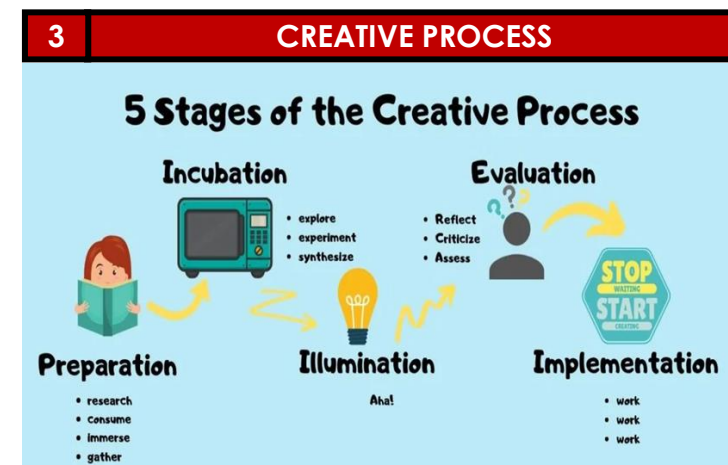 3 CREATIVE PROCESS
5 Stages of the Creative Process
Preparation
• research
• consume
• immerse
• gather
Incubation
• explore
• experiment
• synthesize
Illumination
Aha!
Evaluation
• Reflect
• Criticize
• Assess
STOP
WAITING
START
CREATING
Implementation
• work
• work
• work